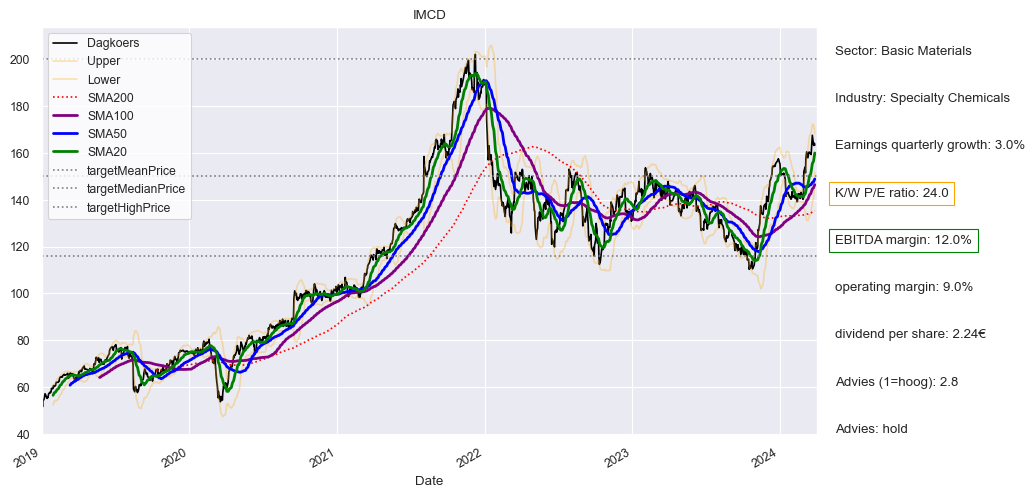 IMCD
Dagkoers
Upper
Lower
SMA200
SMA100
SMA50
SMA20
targetMeanPrice
targetMedianPrice
targetHighPrice
200
180
160
140
120
100
80
60
40
2019
2020
2021
2022
2023
2024
Date
Sector: Basic Materials
Industry: Specialty Chemicals
Earnings quarterly growth: 3.0%
K/W P/E ratio: 24.0
EBITDA margin: 12.0%
operating margin: 9.0%
dividend per share: 2.24€
Advies (1=hoog): 2.8
Advies: hold